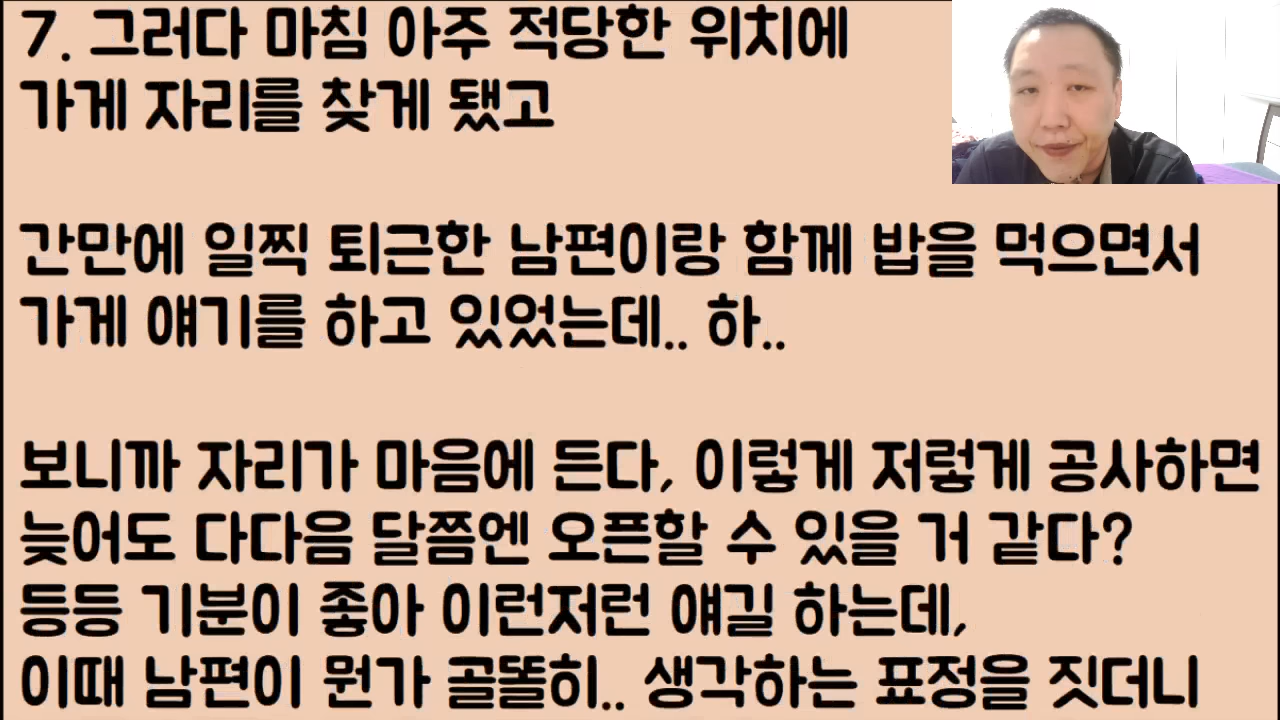 7. 그러다 마침 아주 적당한 위치에
가게 자리를 찾게 됐고
간만에 일찍 퇴근한 남편이랑 함께 밥을 먹으면서
가게 얘기를 하고 있었는데.. 하..
보니까 자리가 마음에 든다, 이렇게 저렇게 공사하면
늦어도 다다음 달쯤엔 오픈할 수 있을 거 같다?
등등 기분이 좋아 이런저런 얘길 하는데,
이때 남편이 뭔가 골똘히.. 생각하는 표정을 짓더니